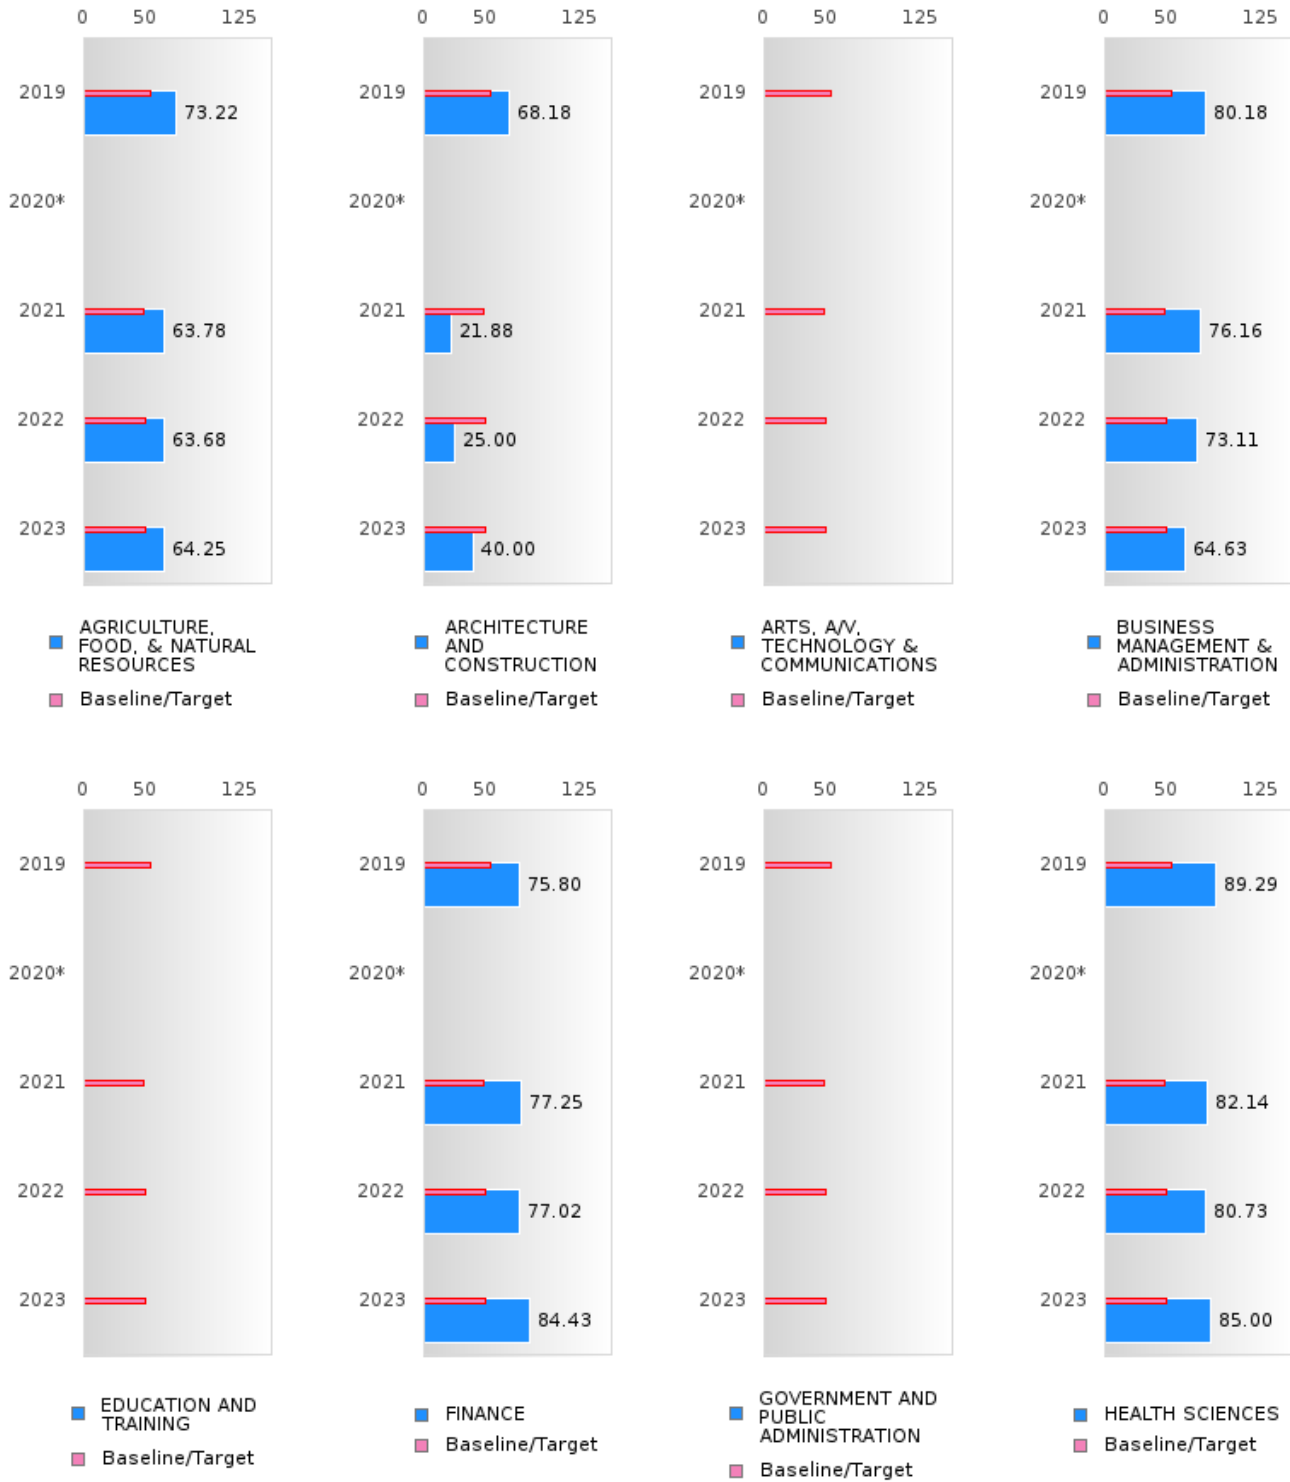 0 50 125 0 50 125 0 50 125 0 50 125
2019 73.22 2019 68.18 2019 2019 80.18
2020* 2020* 2020* 2020*
2021 63.78 2021 21.88 2021 2021 76.16
2022 63.68 2022 25.00 2022 2022 73.11
2023 64.25 2023 40.00 2023 2023 64.63
AGRICULTURE,
FOOD, & NATURAL
RESOURCES
Baseline/Target
ARCHITECTURE
AND
CONSTRUCTION
Baseline/Target
ARTS, A/V,
TECHNOLOGY &
COMMUNICATIONS
Baseline/Target
BUSINESS
MANAGEMENT &
ADMINISTRATION
Baseline/Target
0 50 125 0 50 125 0 50 125 0 50 125
2019 2019 75.80 2019 2019 89.29
2020* 2020* 2020* 2020*
2021 2021 77.25 2021 2021 82.14
2022 2022 77.02 2022 2022 80.73
2023 2023 84.43 2023 2023 85.00
EDUCATION AND
TRAINING
Baseline/Target
FINANCE
Baseline/Target
GOVERNMENT AND
PUBLIC
ADMINISTRATION
Baseline/Target
HEALTH SCIENCES
Baseline/Target